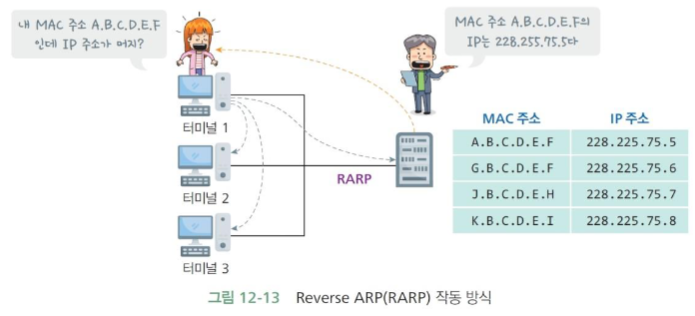 내 MAC 주소 A.B.C.D.E.F
인데 IP 주소가 머지?
MAC 주소 A.B.C.D.E.F의
IP는 228.255.75.5다
터미널 1
터미널 2
터미널 3
RARP
MAC 주소 IP 주소
A.B.C.D.E.F 228.225.75.5
G.B.C.D.E.F 228.225.75.6
J.B.C.D.E.H 228.225.75.7
K.B.C.D.E.I 228.225.75.8
그림 12-13 Reverse ARP(RARP) 작동 방식